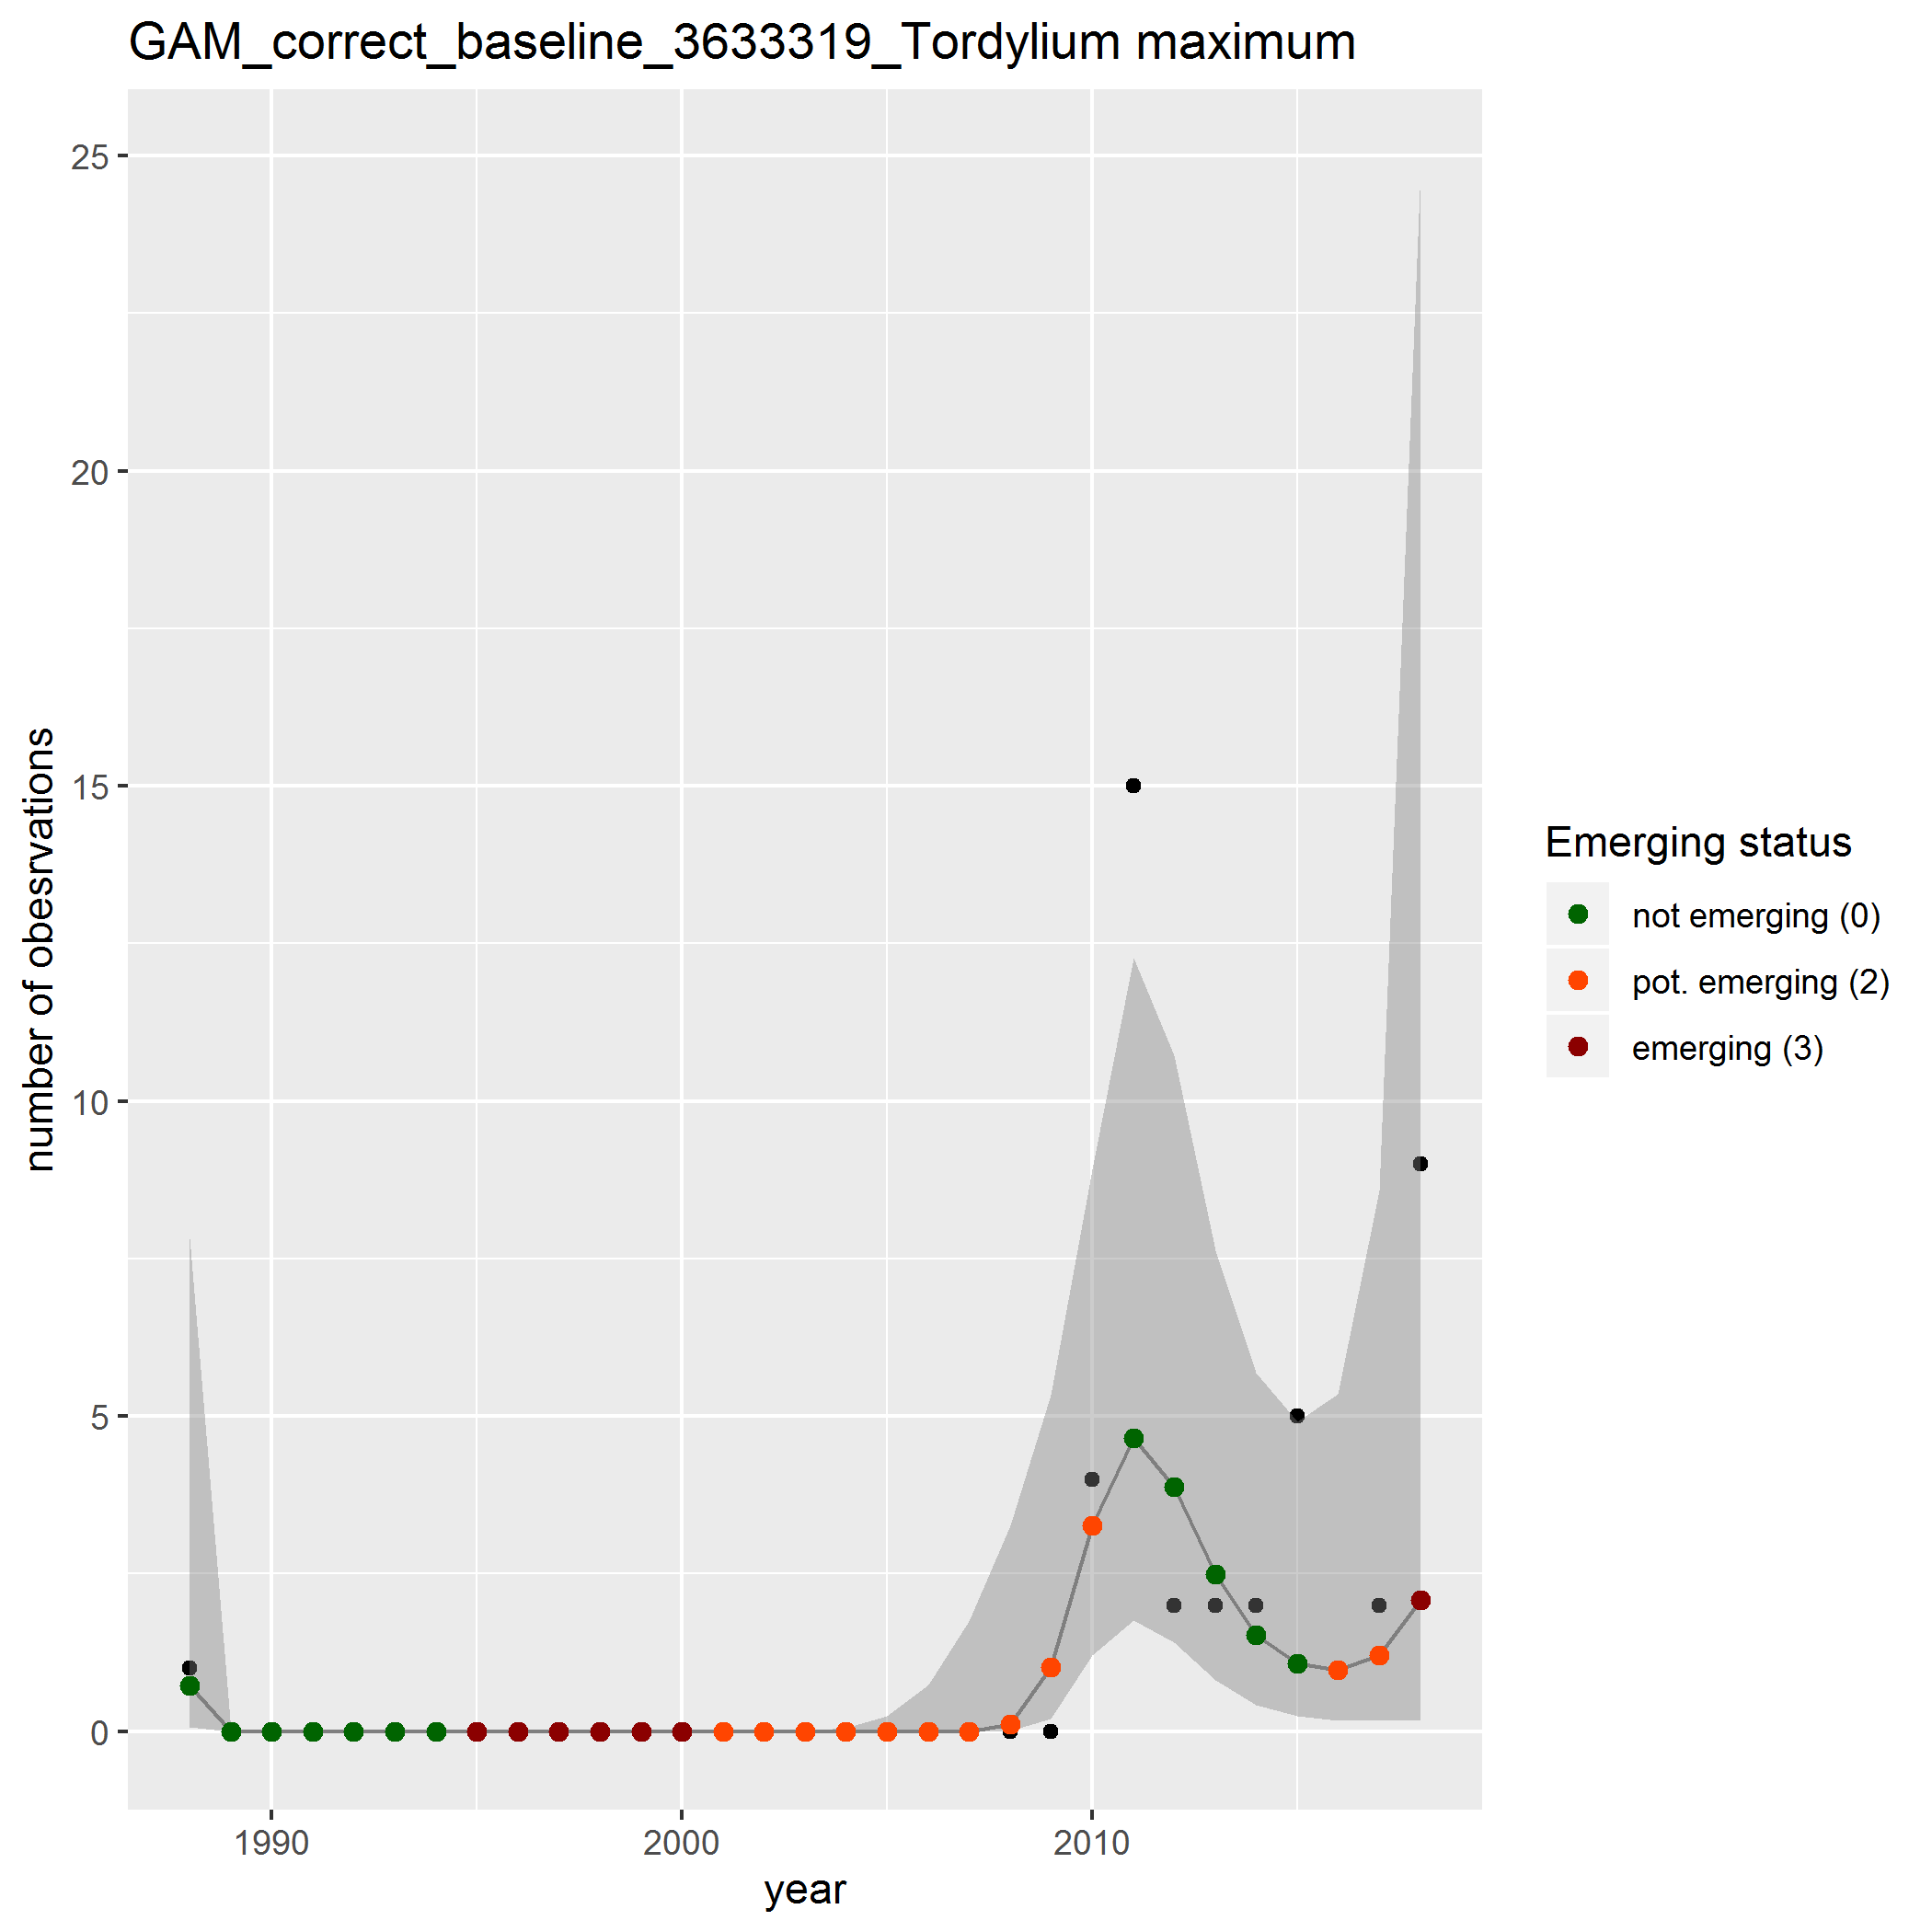 GAM_correct_baseline_3633319_Tordylium maximum
25
20
15
10
5
0
number of obesrvations
1990
2000
2010
year
Emerging status
not emerging (0)
pot. emerging (2)
emerging (3)